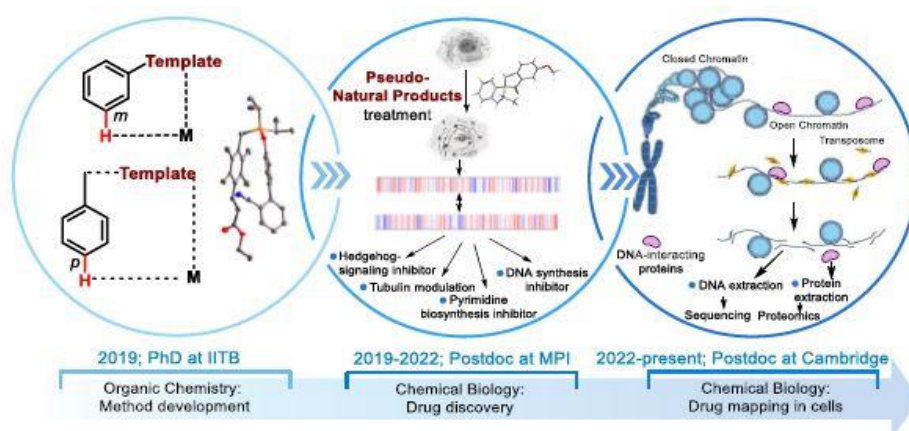 Template
m
H
M
Template
p
H
M
Pseudo-
Natural Products
treatment
Hedgehog-
signaling inhibitor
Tubulin modulation
Pyrimidine
biosynthesis inhibitor
DNA synthesis
inhibitor
Closed Chromatin
Open Chromatin
Transposome
DNA-interacting
proteins
DNA extraction
Protein
extraction
Sequencing
Proteomics
2019; PhD at IITB
2019-2022; Postdoc at MPI
2022-present; Postdoc at Cambridge
Organic Chemistry:
Method development
Chemical Biology:
Drug discovery
Chemical Biology:
Drug mapping in cells